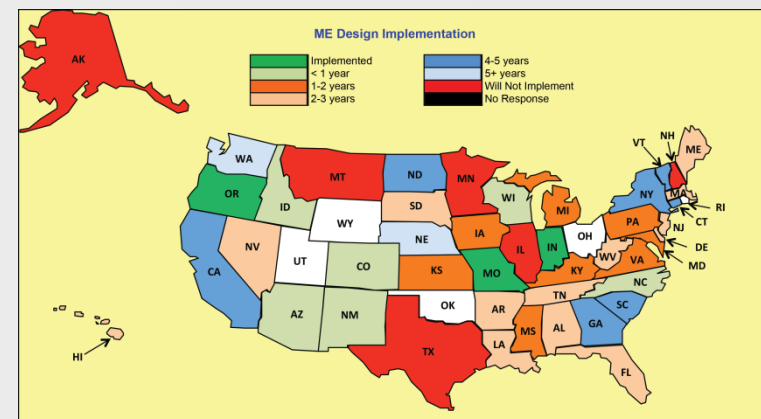 ME Design Implementation
Implemented
< 1 year
1-2 years
2-3 years
4-5 years
5+ years
Will Not Implement
No Response
AK
WA
OR
ID
MT
ND
MN
WI
MI
VT
NH
ME
NY
MA
RI
CT
NJ
DE
MD
PA
WY
SD
IA
NE
NV
UT
CO
CA
KS
MO
IL
IN
OH
WV
VA
KY
NC
TN
SC
AZ
NM
OK
AR
MS
AL
GA
LA
TX
FL
HI